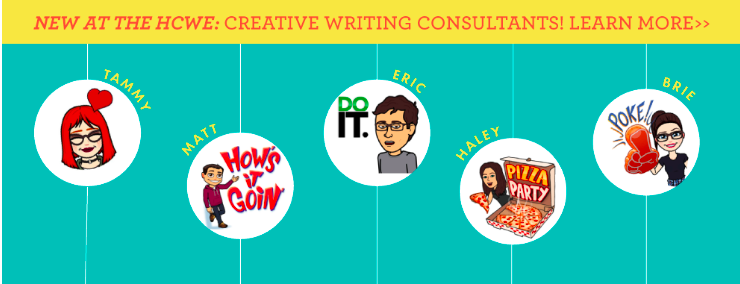 NEW AT THE HCWE: CREATIVE WRITING CONSULTANTS! LEARN MORE>>
TAMMY
MATT
HOW'S
IT
GOIN'
ERIC
DO
IT.
HALEY
PIZZA
PARTY
BRIE
¡POKE!